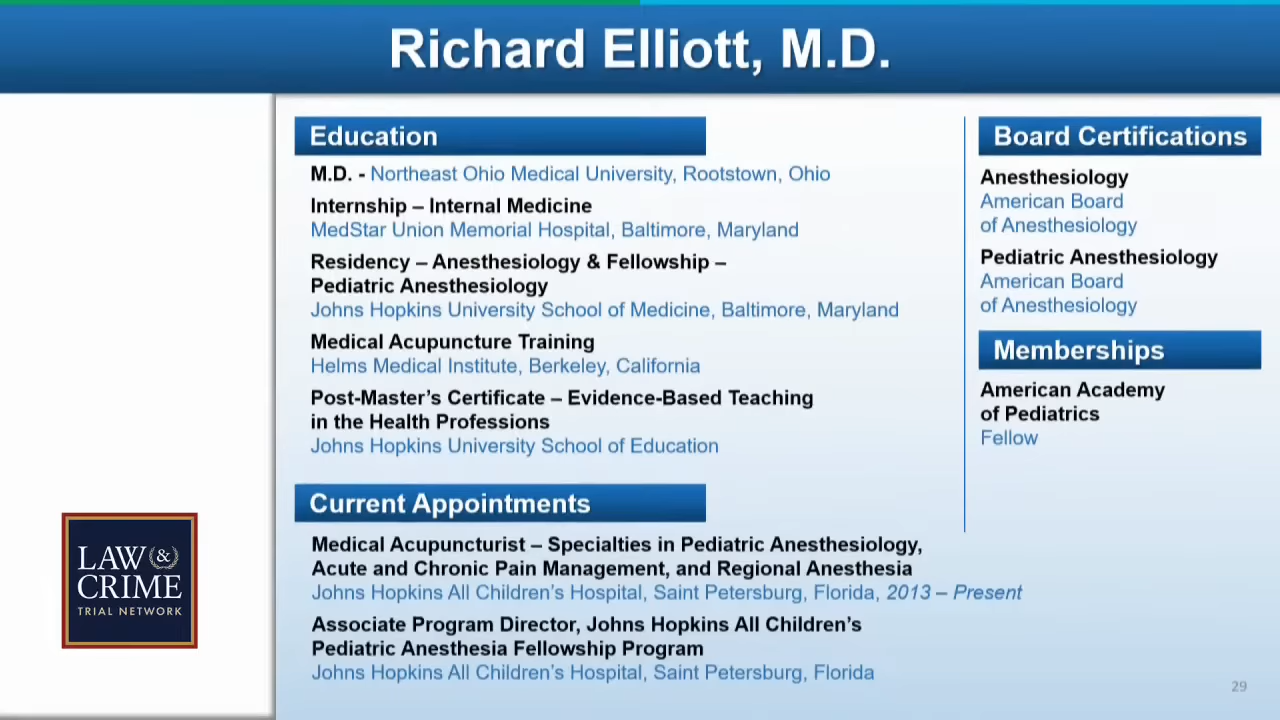 Richard Elliott, M.D.
Education
M.D. - Northeast Ohio Medical University, Rootstown, Ohio
Internship – Internal Medicine
MedStar Union Memorial Hospital, Baltimore, Maryland
Residency – Anesthesiology & Fellowship –
Pediatric Anesthesiology
Johns Hopkins University School of Medicine, Baltimore, Maryland
Medical Acupuncture Training
Helms Medical Institute, Berkeley, California
Post-Master’s Certificate – Evidence-Based Teaching
in the Health Professions
Johns Hopkins University School of Education
Current Appointments
Medical Acupuncturist – Specialties in Pediatric Anesthesiology,
Acute and Chronic Pain Management, and Regional Anesthesia
Johns Hopkins All Children’s Hospital, Saint Petersburg, Florida, 2013 – Present
Associate Program Director, Johns Hopkins All Children’s
Pediatric Anesthesia Fellowship Program
Johns Hopkins All Children’s Hospital, Saint Petersburg, Florida
Board Certifications
Anesthesiology
American Board
of Anesthesiology
Pediatric Anesthesiology
American Board
of Anesthesiology
Memberships
American Academy
of Pediatrics
Fellow
LAW &
CRIME
TRIAL NETWORK
29